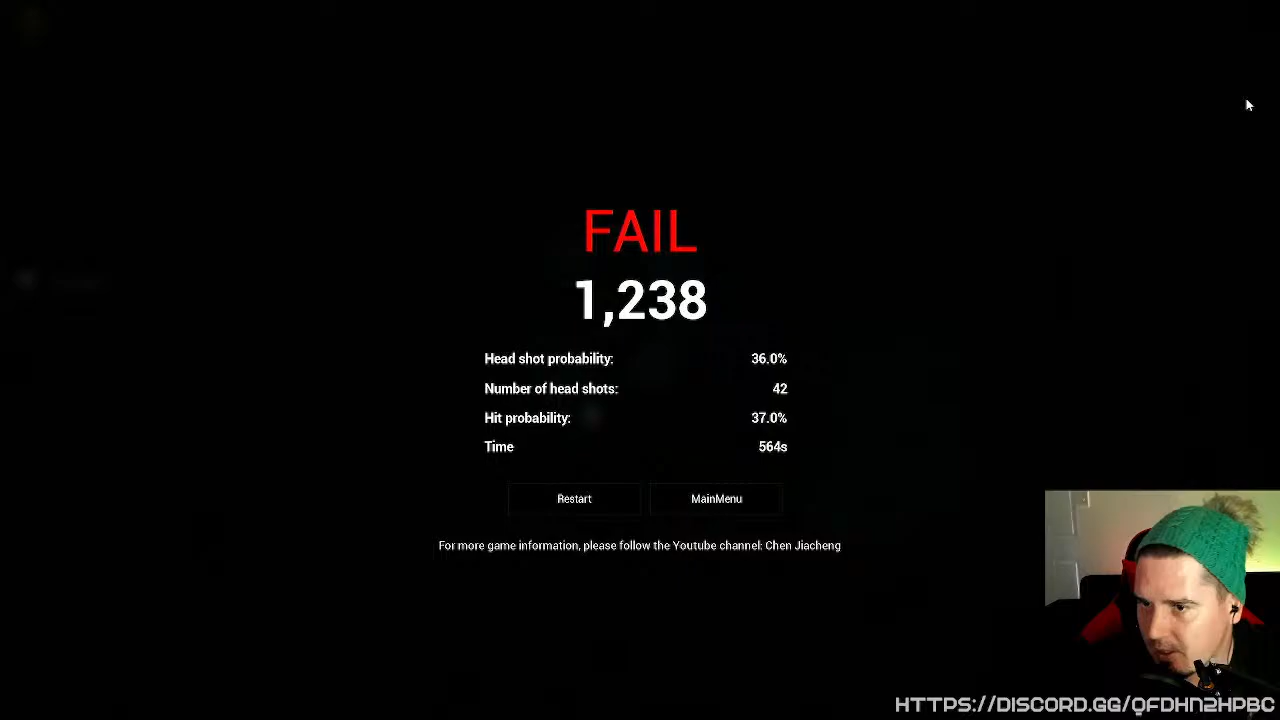 FAIL
1,238
Head shot probability: 36.0%
Number of head shots: 42
Hit probability: 37.0%
Time 564s
Restart MainMenu
For more game information, please follow the Youtube channel: Chen Jiacheng
HTTPS://DISCORD.GG/QFDHN2HPBC